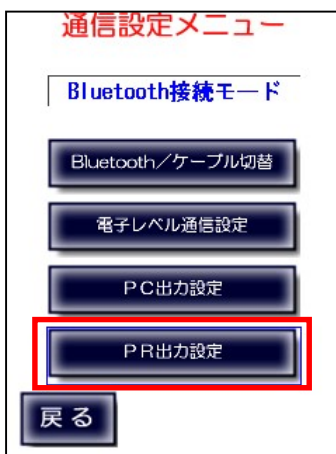 通信設定メニュー
Bluetooth接続モード
Bluetooth／ケーブル切替
電子レベル通信設定
ＰＣ出力設定
ＰＲ出力設定
戻る